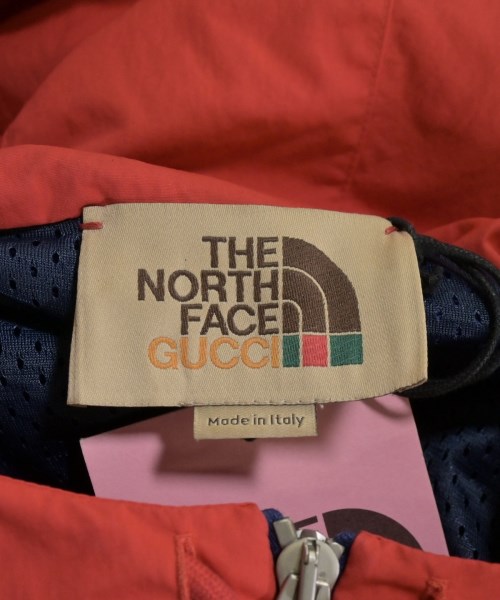 THE
NORTH
FACE
GUCCI
Made in Italy